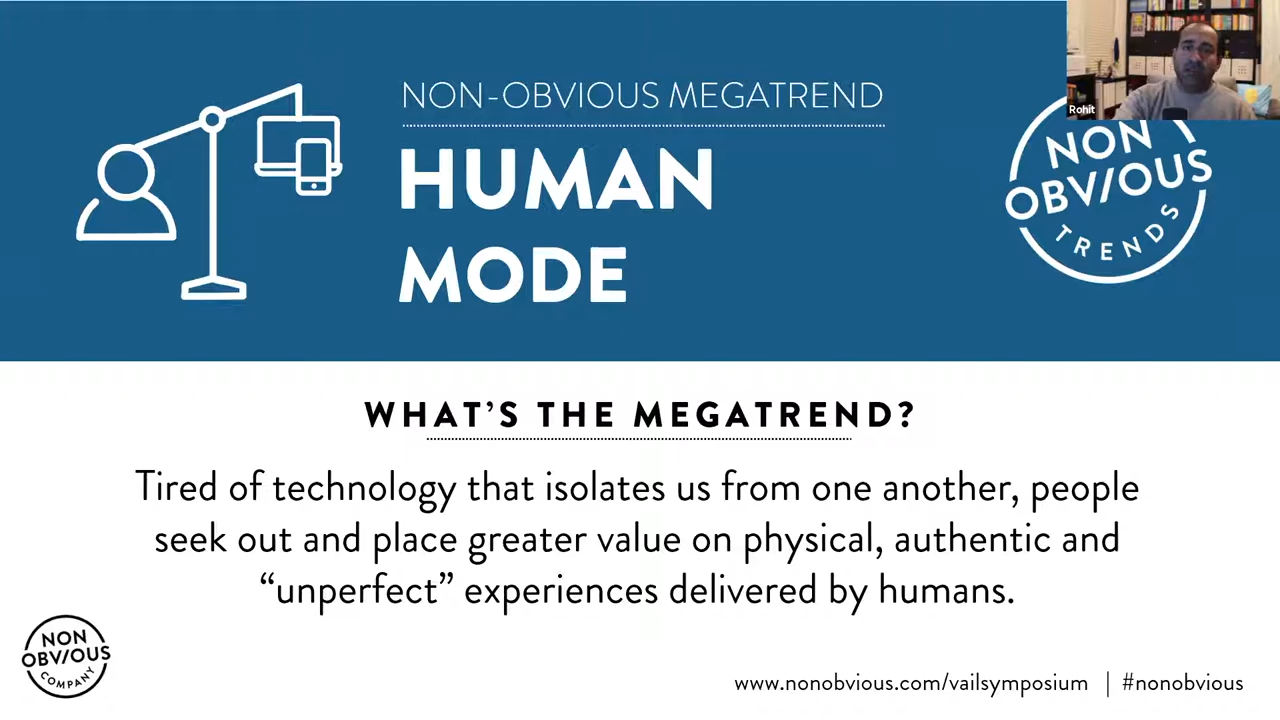 Rohit
NON-OBVIOUS MEGATREND
HUMAN
MODE
NON
OBV/OUS
TRENDS
WHAT'S THE MEGATREND?
Tired of technology that isolates us from one another, people
seek out and place greater value on physical, authentic and
“unperfect” experiences delivered by humans.
NON
OBV/OUS
COMPANY
www.nonobvious.com/vailsymposium | #nonobvious